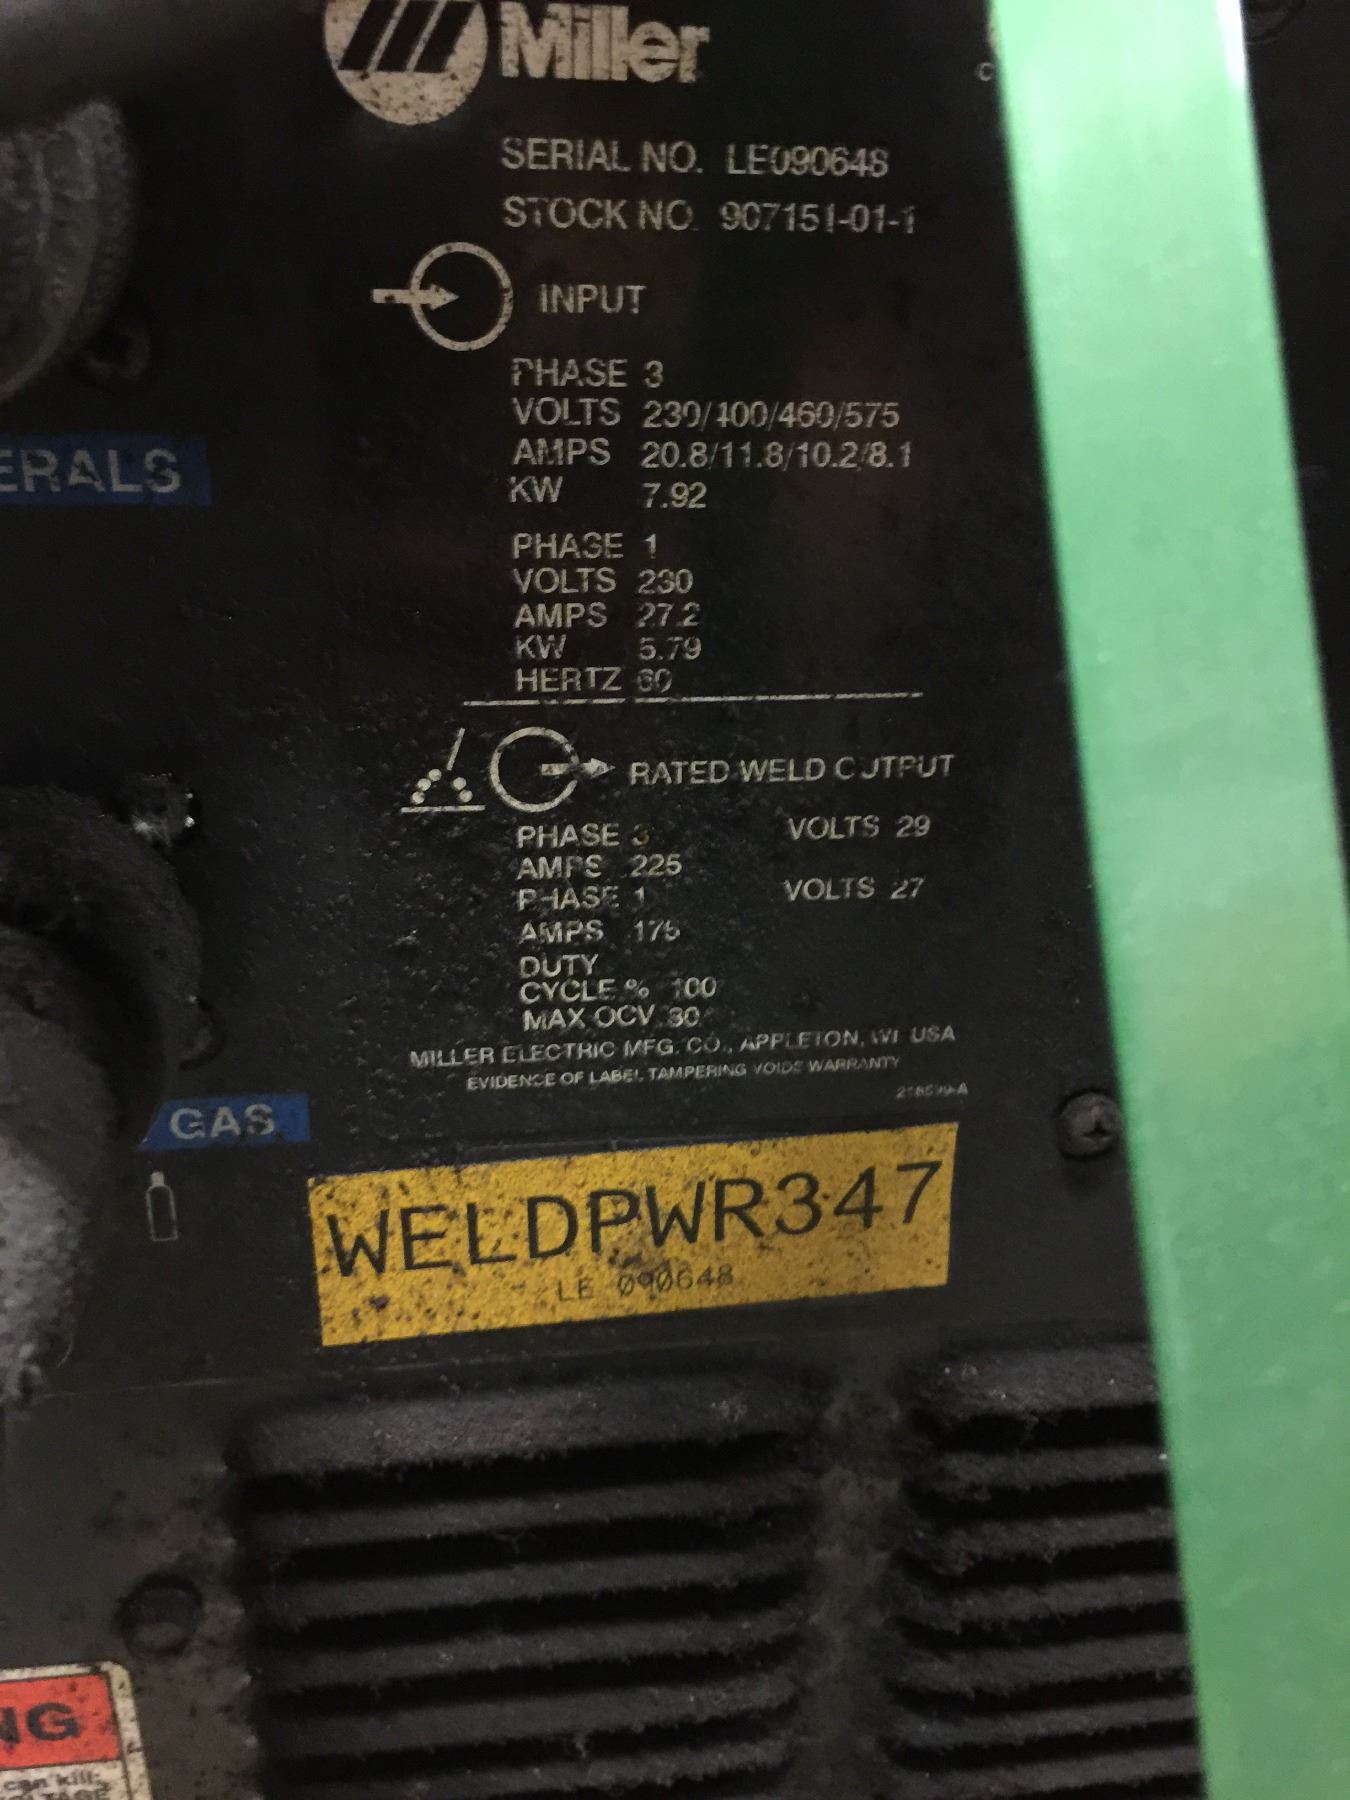 Miller
SERIAL NO. LE090648
STOCK NO. 907151-01-1
INPUT
PHASE 3
VOLTS 230/400/460/575
AMPS 20.8/11.8/10.2/8.1
KW 7.92
ERALS
PHASE 1
VOLTS 230
AMPS 27.2
KW 5.79
HERTZ 60
RATED WELD OUTPUT
PHASE 3 VOLTS 29
AMPS 225
PHASE 1 VOLTS 27
AMPS 175
DUTY
CYCLE % 100
MAX OCV 80
MILLER ELECTRIC MFG. CO., APPLETON, WI USA
EVIDENCE OF LABEL TAMPERING VOIDS WARRANTY
GAS
WELDPWR347
LE 090648
NG
can kill;